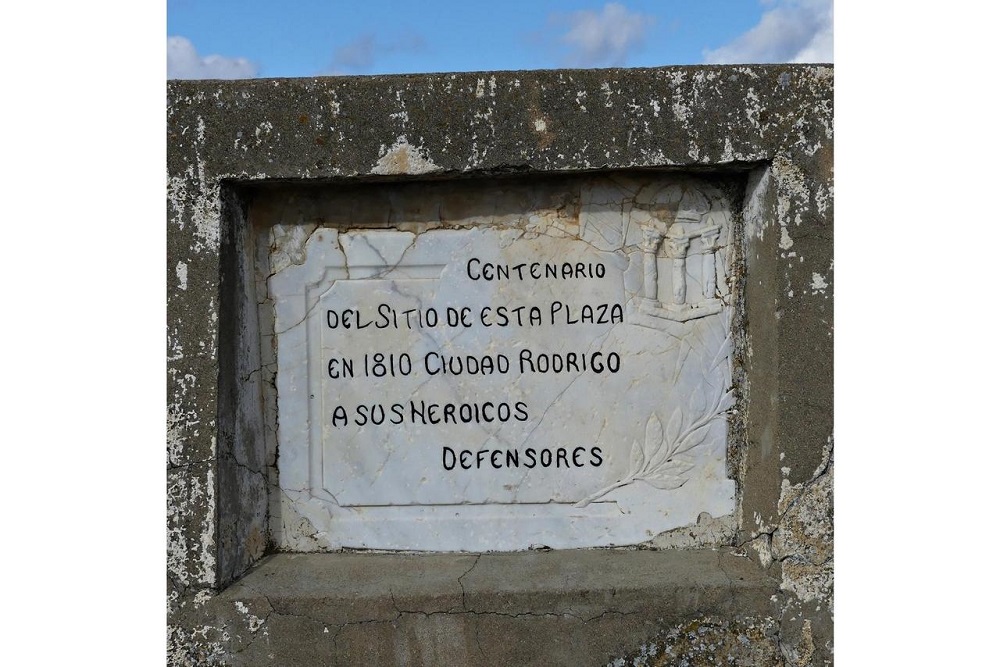 CENTENARIO
DEL SITIO DE ESTA PLAZA
EN 1810 CIUDAD RODRIGO
A SUS HEROICOS
DEFENSORES